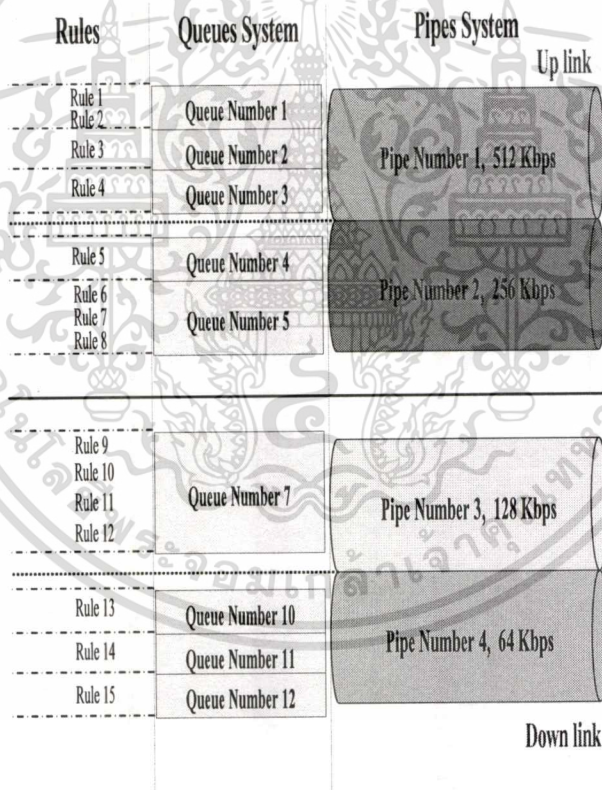 Rules Queues System Pipes System
Up link
Rule 1
Rule 2
Queue Number 1
Rule 3
Queue Number 2
Rule 4
Queue Number 3
Pipe Number 1, 512 Kbps
Rule 5
Queue Number 4
Rule 6
Rule 7
Rule 8
Queue Number 5
Pipe Number 2, 256 Kbps
Rule 9
Rule 10
Rule 11
Rule 12
Queue Number 7
Pipe Number 3, 128 Kbps
Rule 13
Queue Number 10
Rule 14
Queue Number 11
Rule 15
Queue Number 12
Pipe Number 4, 64 Kbps
Down link